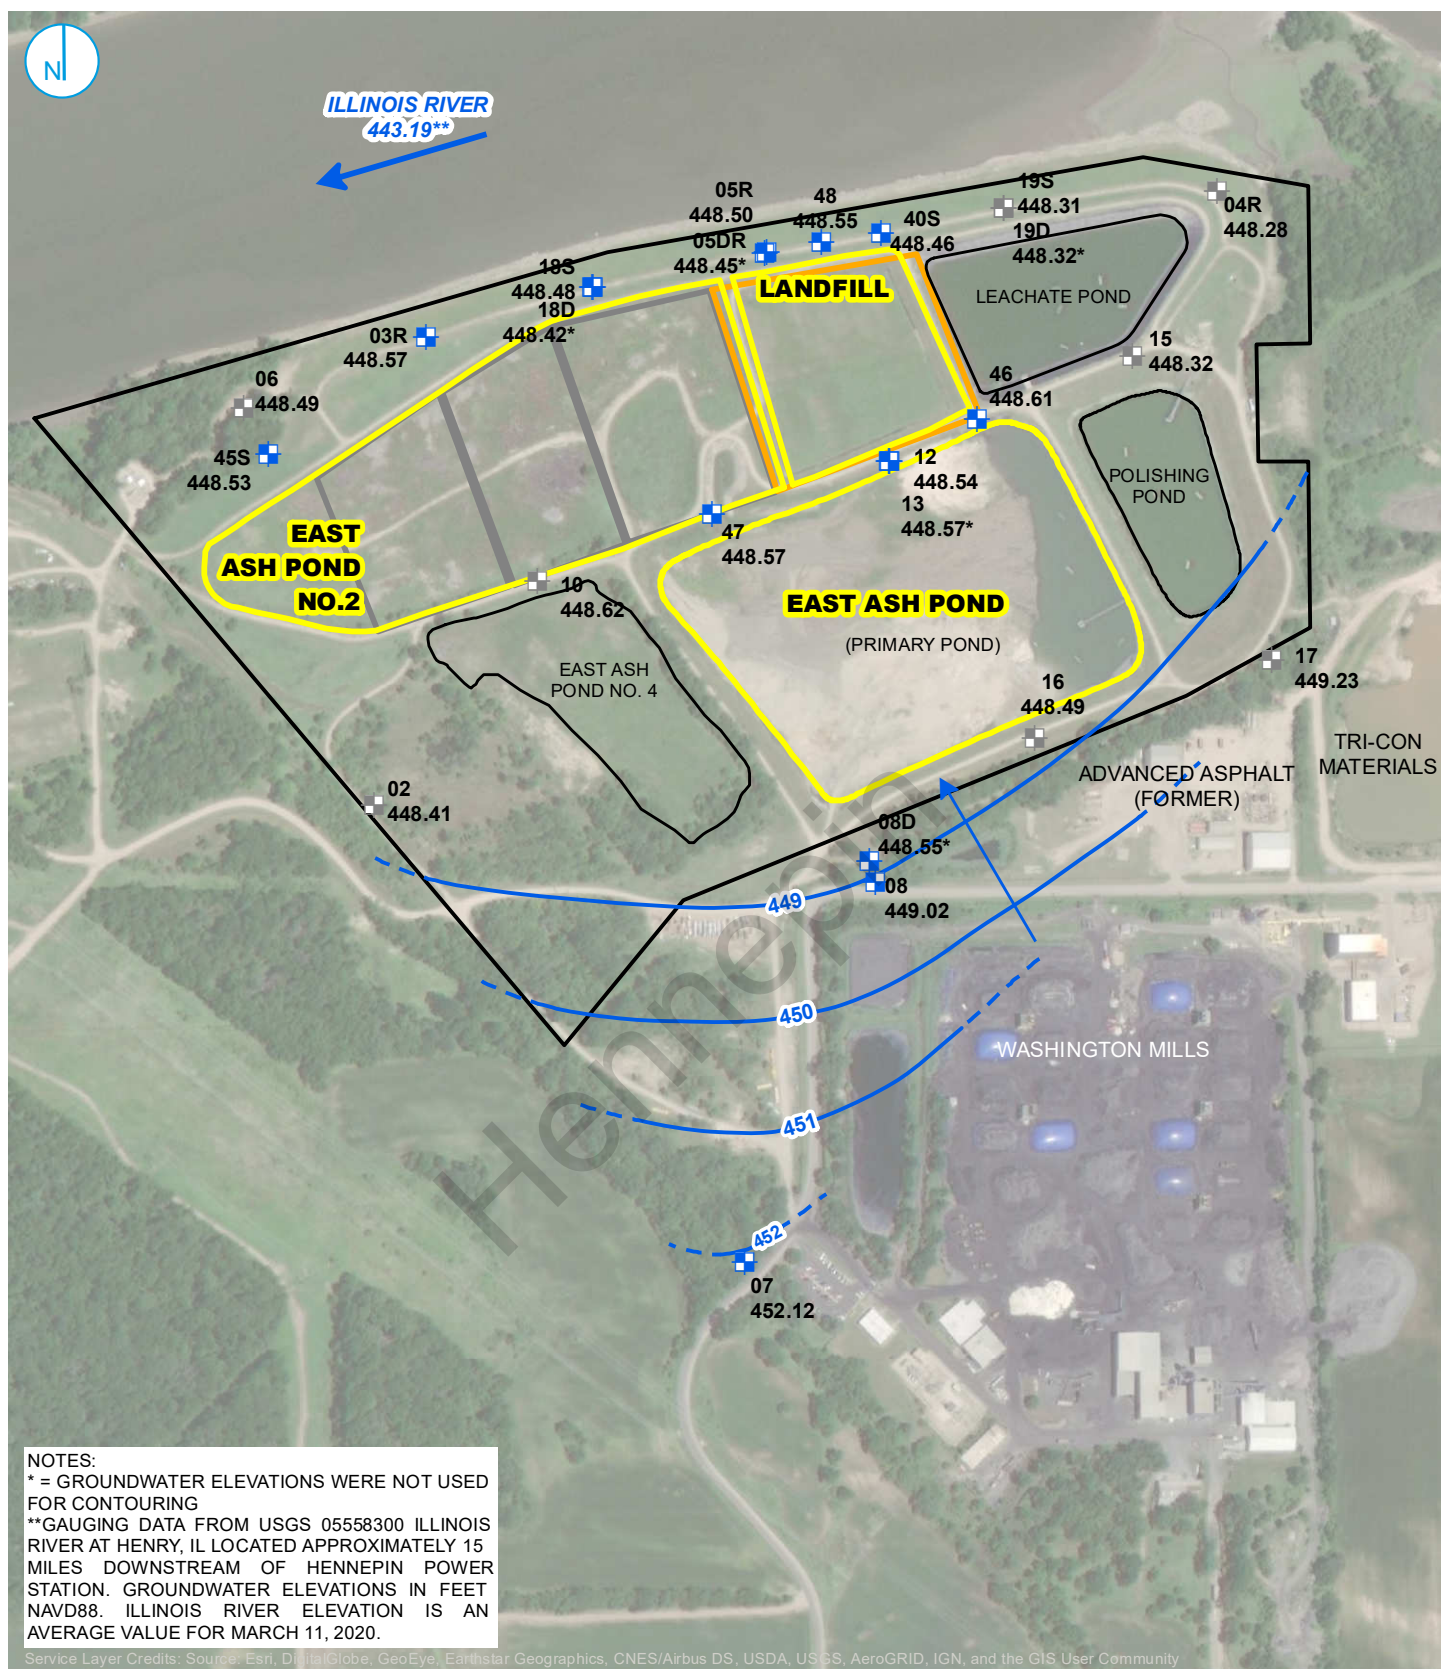 N
ILLINOIS RIVER
443.19**
05R
448.50
48
448.55
19S
448.31
04R
448.28
05DR
448.45*
40S
448.46
19D
448.32*
18S
448.48
18D
448.42*
LANDFILL
LEACHATE POND
03R
448.57
15
448.32
06
448.49
46
448.61
45S
448.53
12
448.54
13
448.57*
POLISHING
POND
EAST
ASH POND
NO.2
47
448.57
10
448.62
EAST ASH POND
(PRIMARY POND)
EAST ASH
POND NO. 4
17
449.23
16
448.49
TRI-CON
MATERIALS
ADVANCED ASPHALT
(FORMER)
02
448.41
08D
448.55*
08
449.02
449
450
WASHINGTON MILLS
451
452
07
452.12
Hennepin
NOTES:
* = GROUNDWATER ELEVATIONS WERE NOT USED
FOR CONTOURING
**GAUGING DATA FROM USGS 05558300 ILLINOIS
RIVER AT HENRY, IL LOCATED APPROXIMATELY 15
MILES DOWNSTREAM OF HENNEPIN POWER
STATION. GROUNDWATER ELEVATIONS IN FEET
NAVD88. ILLINOIS RIVER ELEVATION IS AN
AVERAGE VALUE FOR MARCH 11, 2020.
Service Layer Credits: Source: Esri, DigitalGlobe, GeoEye, Earthstar Geographics, CNES/Airbus DS, USDA, USGS, AeroGRID, IGN, and the GIS User Community